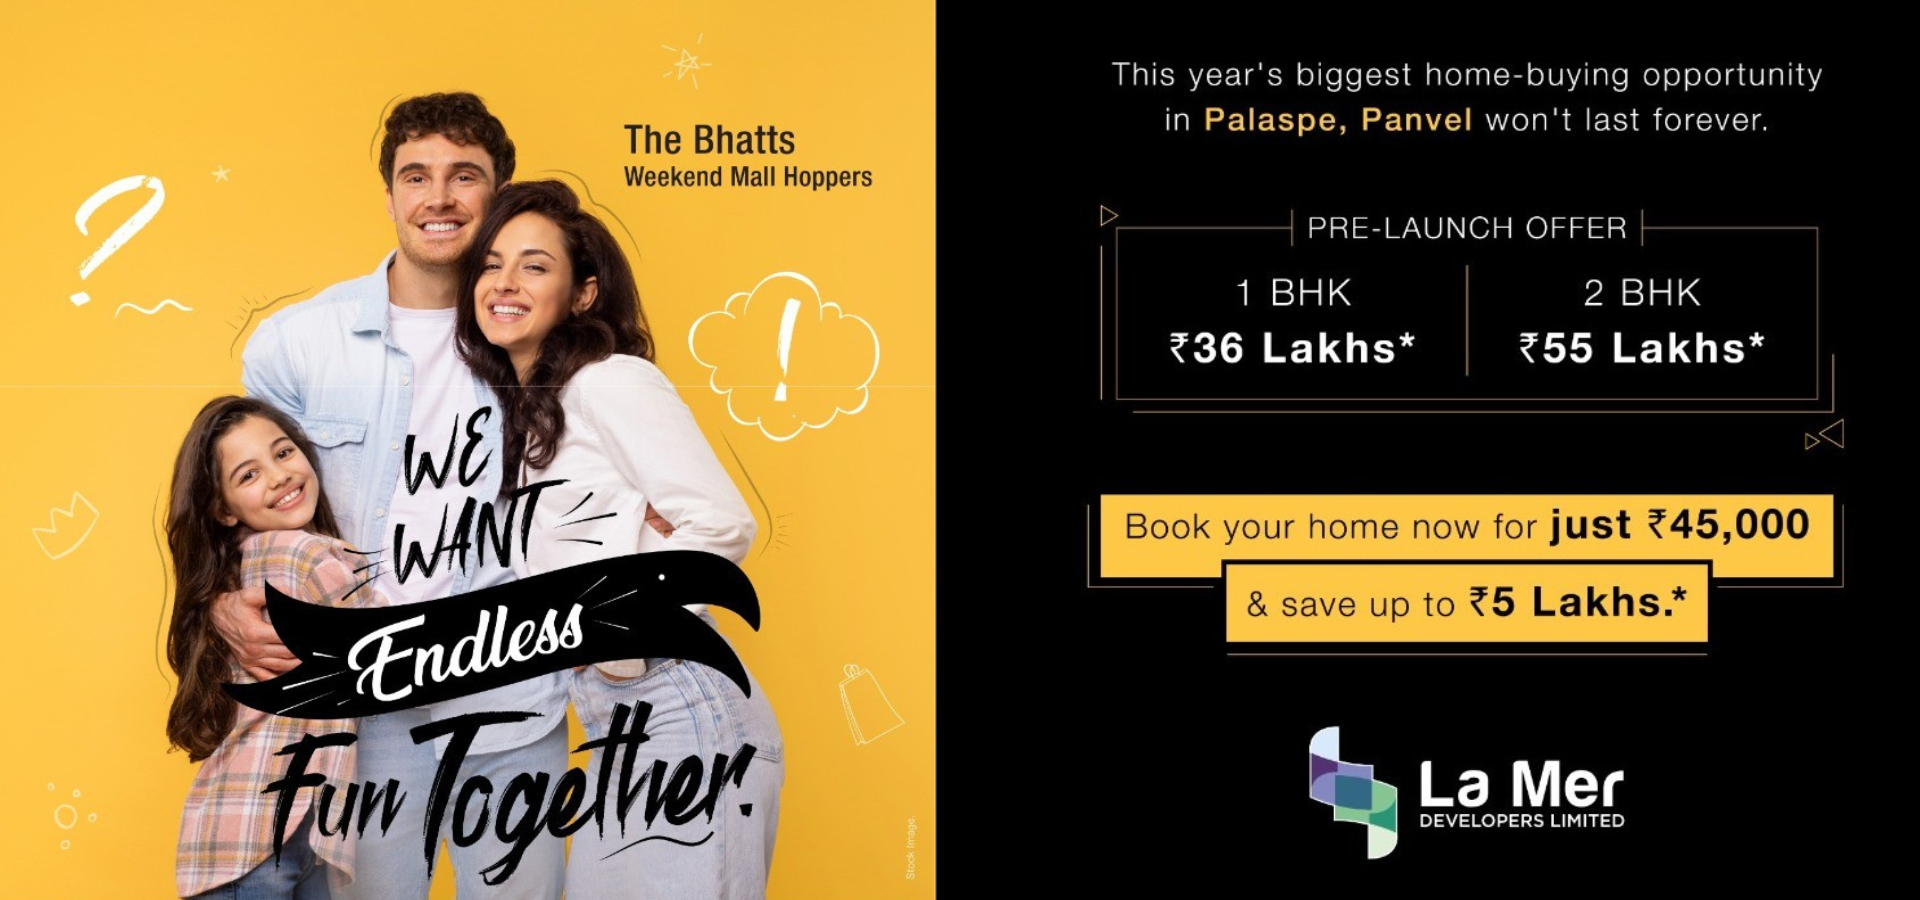 The Bhatts
Weekend Mall Hoppers
WE
WANT
Endless
Fun Together.
Stock Image.
This year's biggest home-buying opportunity
in Palaspe, Panvel won't last forever.
PRE-LAUNCH OFFER
1 BHK
₹36 Lakhs*
2 BHK
₹55 Lakhs*
Book your home now for just ₹45,000
& save up to ₹5 Lakhs.*
La Mer
DEVELOPERS LIMITED